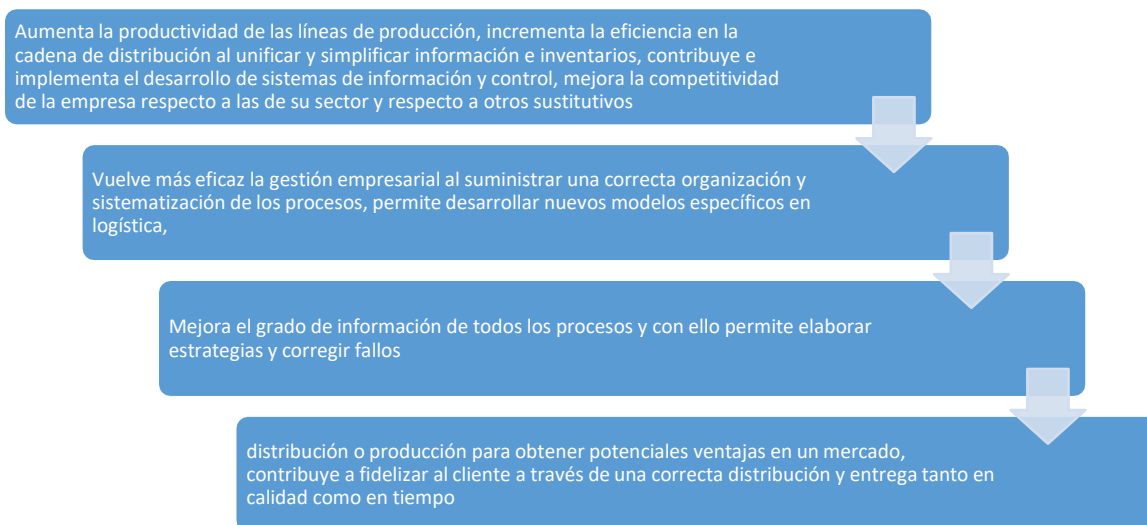 Aumenta la productividad de las líneas de producción, incrementa la eficiencia en la
cadena de distribución al unificar y simplificar información e inventarios, contribuye e
implementa el desarrollo de sistemas de información y control, mejora la competitividad
de la empresa respecto a las de su sector y respecto a otros sustitutivos
Vuelve más eficaz la gestión empresarial al suministrar una correcta organización y
sistematización de los procesos, permite desarrollar nuevos modelos específicos en
logística,
Mejora el grado de información de todos los procesos y con ello permite elaborar
estrategias y corregir fallos
distribución o producción para obtener potenciales ventajas en un mercado,
contribuye a fidelizar al cliente a través de una correcta distribución y entrega tanto en
calidad como en tiempo